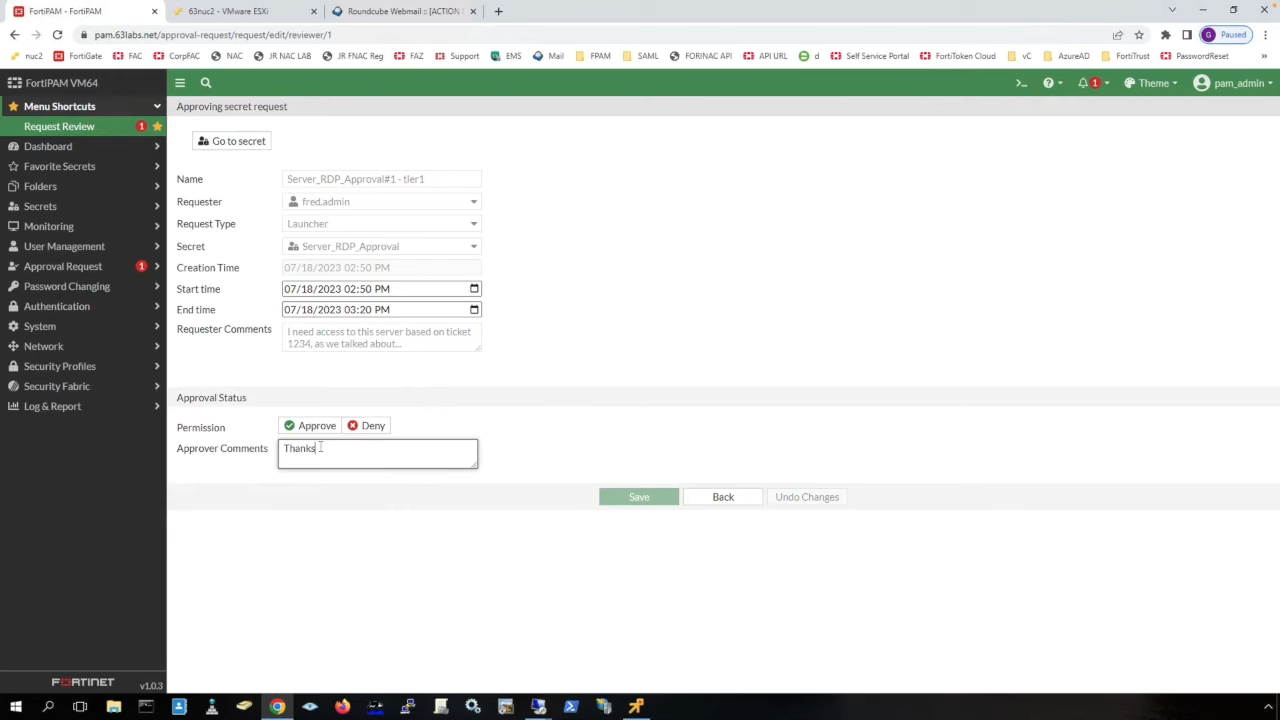 FortiPAM - FortiPAM
63nuc2 - VMware ESXi
Roundcube Webmail :: [ACTION
pam.63labs.net/approval-request/request/edit/reviewer/1
G Paused
nuc2 FortiGate FAC CorpFAC NAC JR NAC LAB JR FNAC Reg FAZ Support EMS Mail FPAM SAML FORINAC API API URL d Self Service Portal FortiToken Cloud vC AzureAD FortiTrust PasswordReset »
FortiPAM VM64
1 Theme pam_admin
Menu Shortcuts
Request Review 1
Dashboard
Favorite Secrets
Folders
Secrets
Monitoring
User Management
Approval Request 1
Password Changing
Authentication
System
Network
Security Profiles
Security Fabric
Log & Report
FORTINET v1.0.3
Approving secret request
Go to secret
Name Server_RDP_Approval#1 - tier1
Requester fred.admin
Request Type Launcher
Secret Server_RDP_Approval
Creation Time 07/18/2023 02:50 PM
Start time 07/18/2023 02:50 PM
End time 07/18/2023 03:20 PM
Requester Comments I need access to this server based on ticket
1234, as we talked about...
Approval Status
Permission Approve Deny
Approver Comments Thanks
Save Back Undo Changes